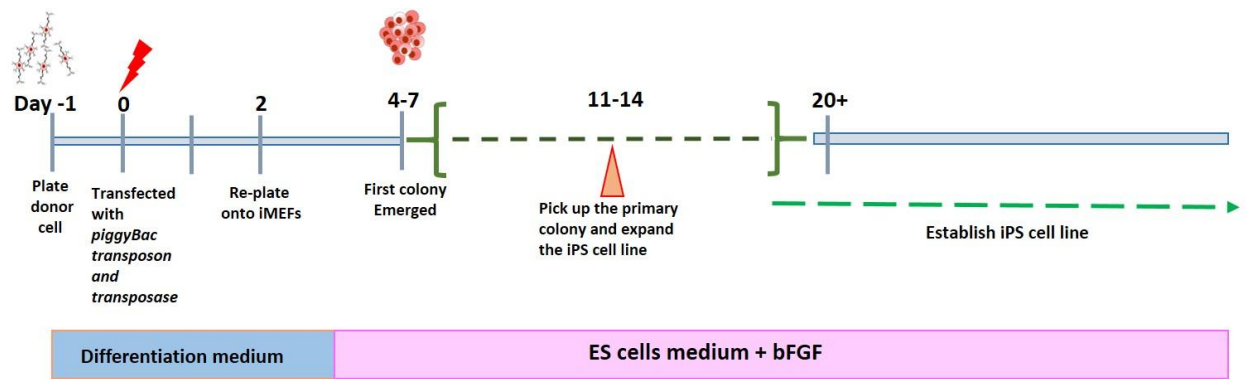 Day -1 0 2 4-7 11-14 20+
Plate
donor
cell
Transfected
with
piggyBac
transposon
and
transposase
Re-plate
onto iMEFs
First colony
Emerged
Pick up the primary
colony and expand
the iPS cell line
Establish iPS cell line
Differentiation medium
ES cells medium + bFGF